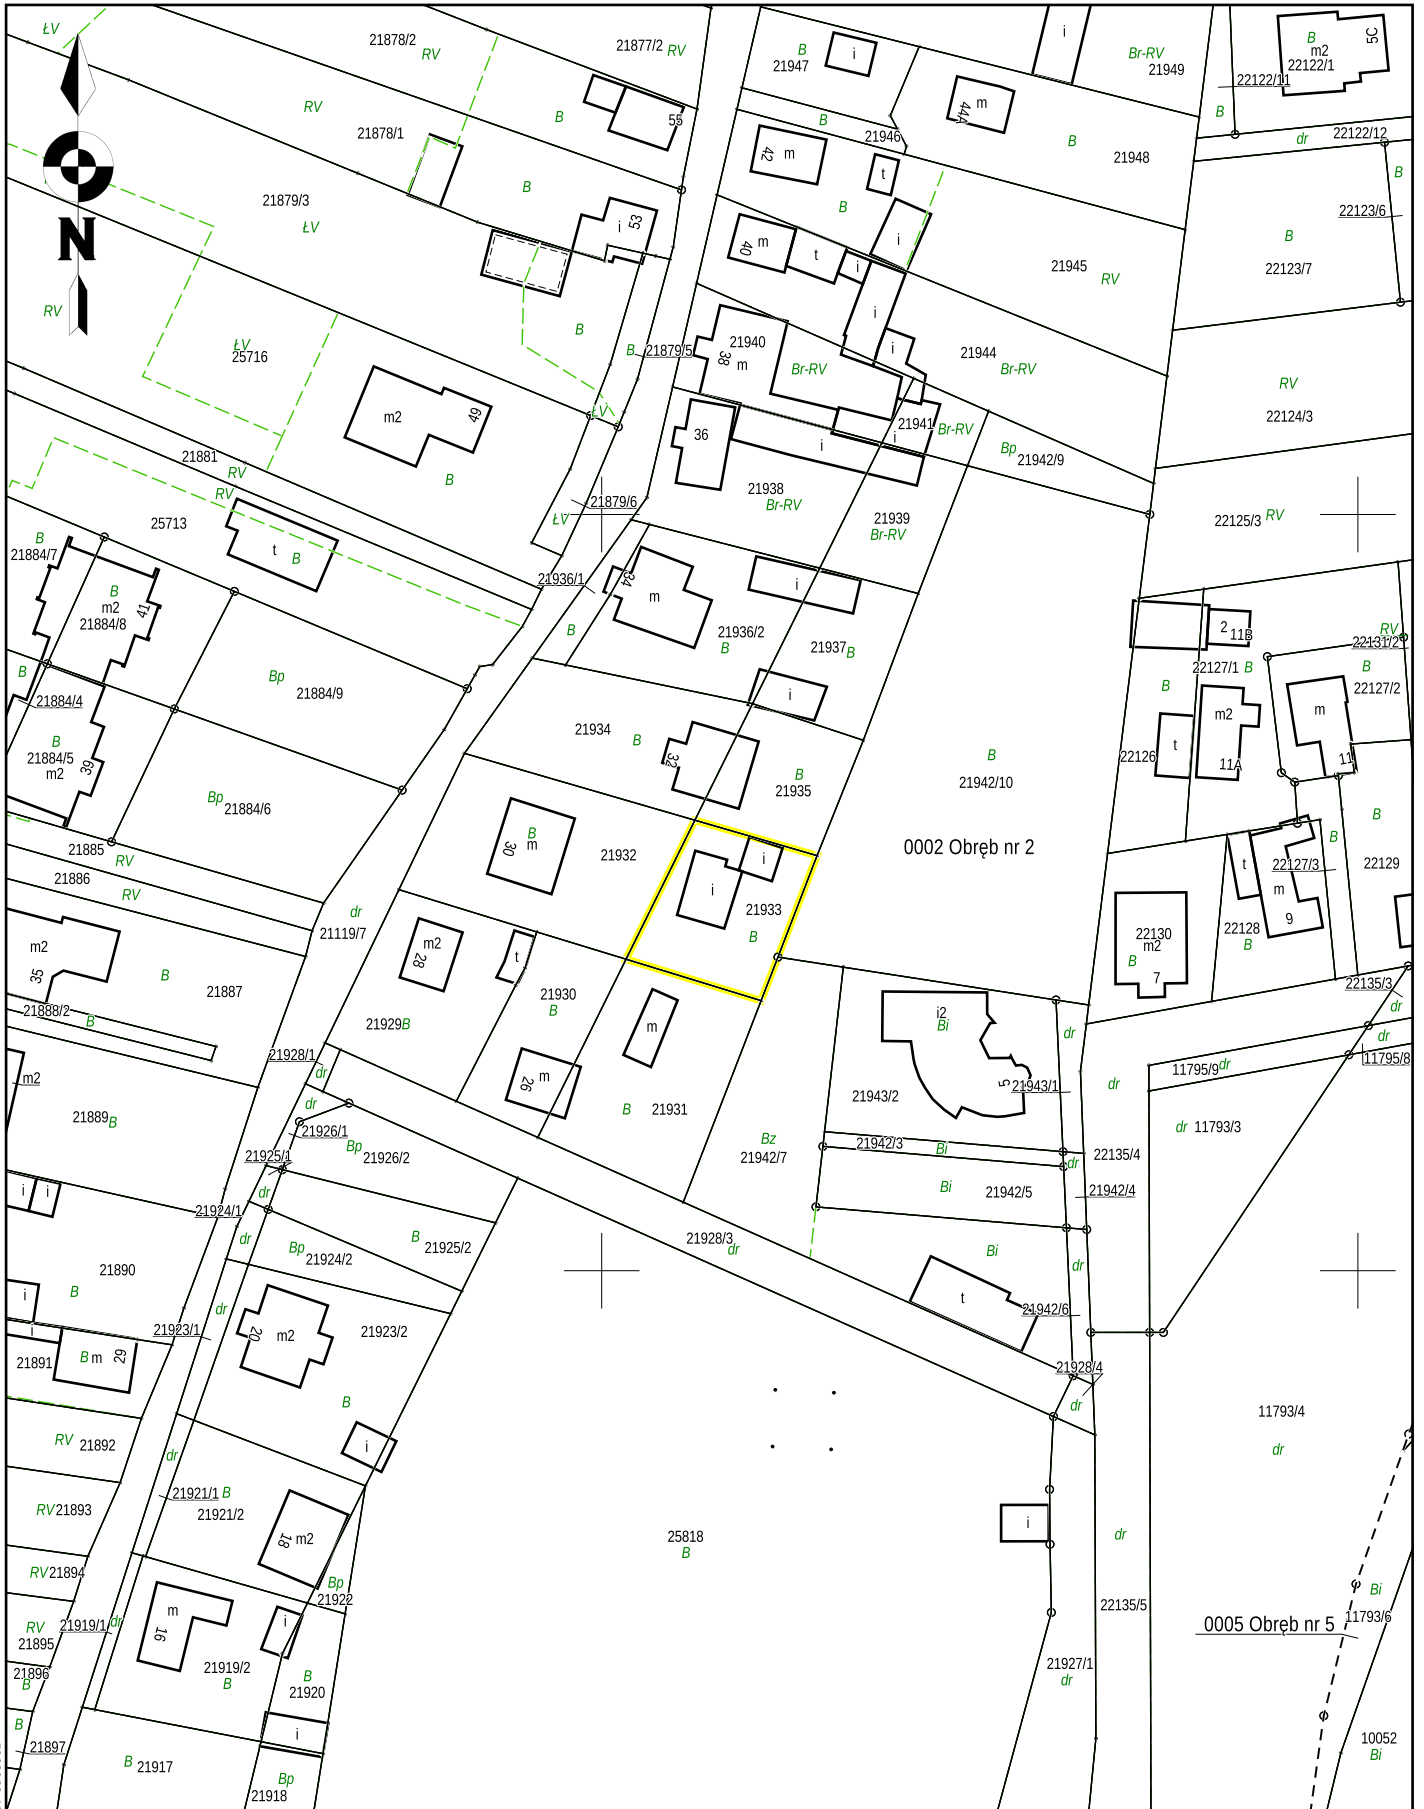 ŁV
21878/2
RV
21877/2
RV
B
21947
i
i
Br-RV
21949
B
m2
22122/1
5C
22122/11
B
RV
21878/1
B
55
B
21946
m
44A
B
21948
dr
22122/12
42
m
t
B
B
22123/6
B
22123/7
21879/3
ŁV
B
i
53
B
40
m
t
i
i
21945
RV
RV
ŁV
25716
B
B
21879/5
21940
38
m
Br-RV
i
i
21944
Br-RV
RV
22124/3
m2
49
ŁV
36
i
21941
i
Br-RV
Bp
21942/9
21881
RV
RV
B
21879/6
ŁV
21938
Br-RV
21939
Br-RV
22125/3
RV
25713
t
B
B
21884/7
B
m2
21884/8
41
21936/1
34
m
i
21936/2
B
21937
B
B
2
11B
RV
22131/2
22127/1
B
B
22127/2
B
21884/4
Bp
21884/9
i
B
m2
m
21934
B
32
B
21935
B
21942/10
22126
t
11A
11
B
21884/5
m2
39
Bp
21884/6
0002 Obręb nr 2
B
B
22129
21885
RV
21886
RV
30
B
m
21932
i
i
21933
B
t
22127/3
m
9
22128
B
22130
m2
B
7
dr
21119/7
m2
35
B
21887
21888/2
B
m2
28
t
21930
B
21929
B
m
i2
Bi
5
dr
22135/3
dr
dr
11795/8
11795/9
dr
21928/1
dr
dr
m2
21889
B
26
m
B
21931
21943/2
21943/1
dr
dr
11793/3
21926/1
Bp
21926/2
21925/1
Bz
21942/7
21942/3
Bi
dr
22135/4
i
i
dr
21924/1
dr
Bi
21942/5
21942/4
B
21925/2
Bp
21924/2
21928/3
dr
Bi
dr
21890
B
i
dr
t
21942/6
i
21923/1
20
m2
21923/2
21891
B
m
29
21928/4
dr
B
i
11793/4
dr
RV
21892
dr
21921/1
B
21921/2
18
m2
RV
21893
25818
B
i
dr
RV
21894
Bp
21922
Bi
11793/6
RV
21895
21919/1
dr
m
16
i
22135/5
0005 Obręb nr 5
21896
B
21919/2
B
B
21920
21927/1
dr
B
21897
i
B
21917
Bp
21918
10052
Bi
N